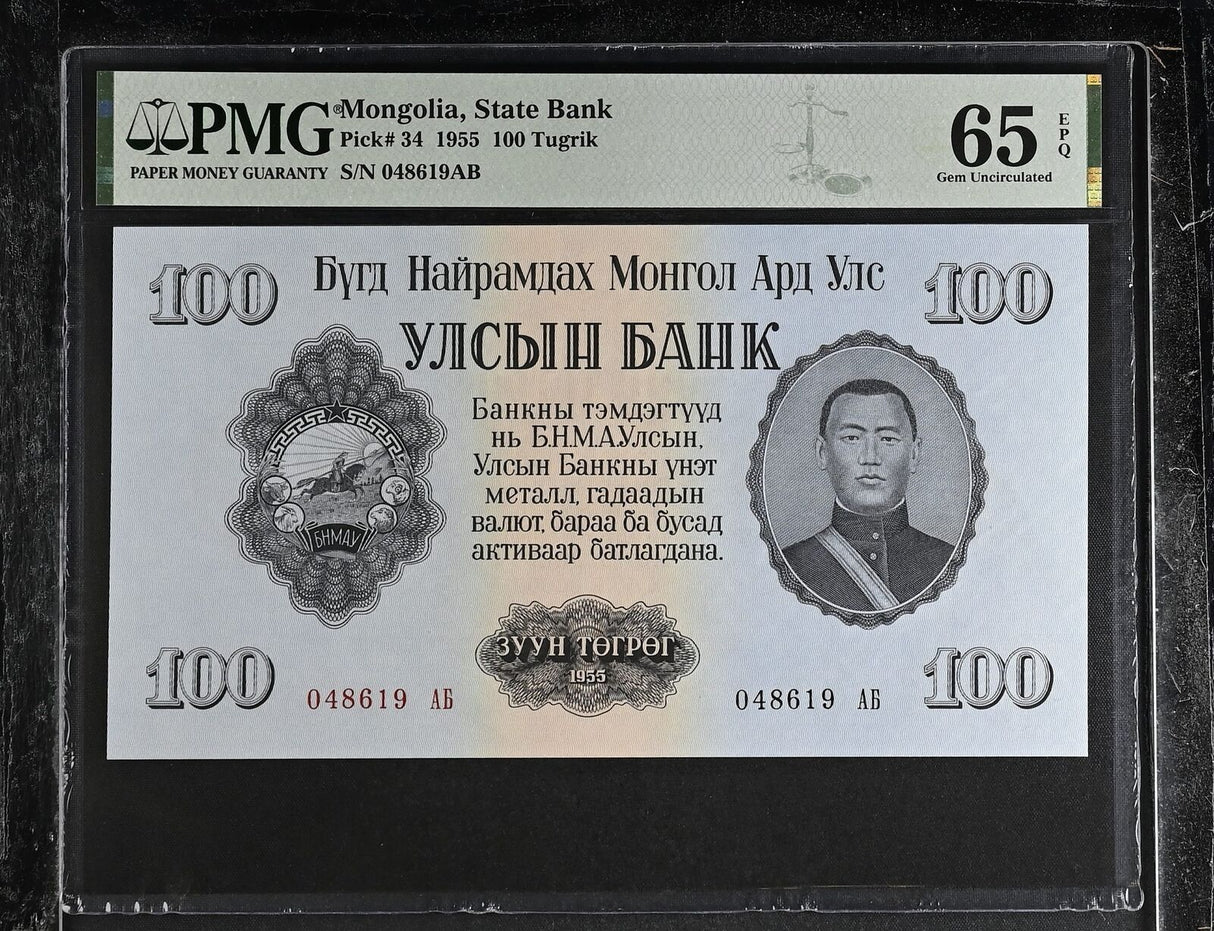 PMG® Mongolia, State Bank
Pick# 34 1955 100 Tugrik
PAPER MONEY GUARANTY S/N 048619AB
65 EPQ
Gem Uncirculated
100 Бүгд Найрамдах Монгол Ард Улс 100
УЛСЫН БАНК
Банкны тэмдэгтүүд
нь Б.Н.М.А.Улсын,
Улсын Банкны үнэт
металл, гадаадын
валют, бараа ба бусад
активаар батлагдана.
БНМАУ
ЗУУН ТӨГРӨГ
1955
100 048619 АБ 048619 АБ 100